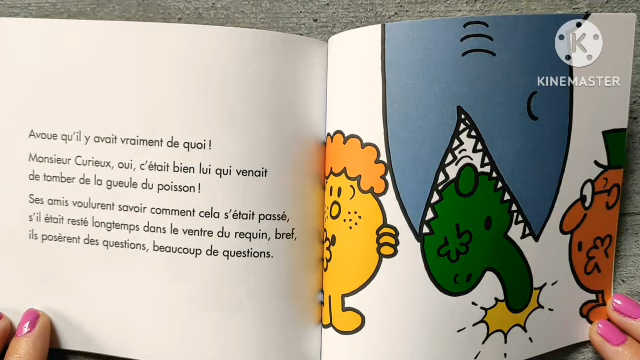 Avoue qu'il y avait vraiment de quoi !
Monsieur Curieux, oui, c'était bien lui qui venait
de tomber de la gueule du poisson !
Ses amis voulurent savoir comment cela s'était passé,
s'il était resté longtemps dans le ventre du requin, bref,
ils posèrent des questions, beaucoup de questions.
K
KINEMASTER